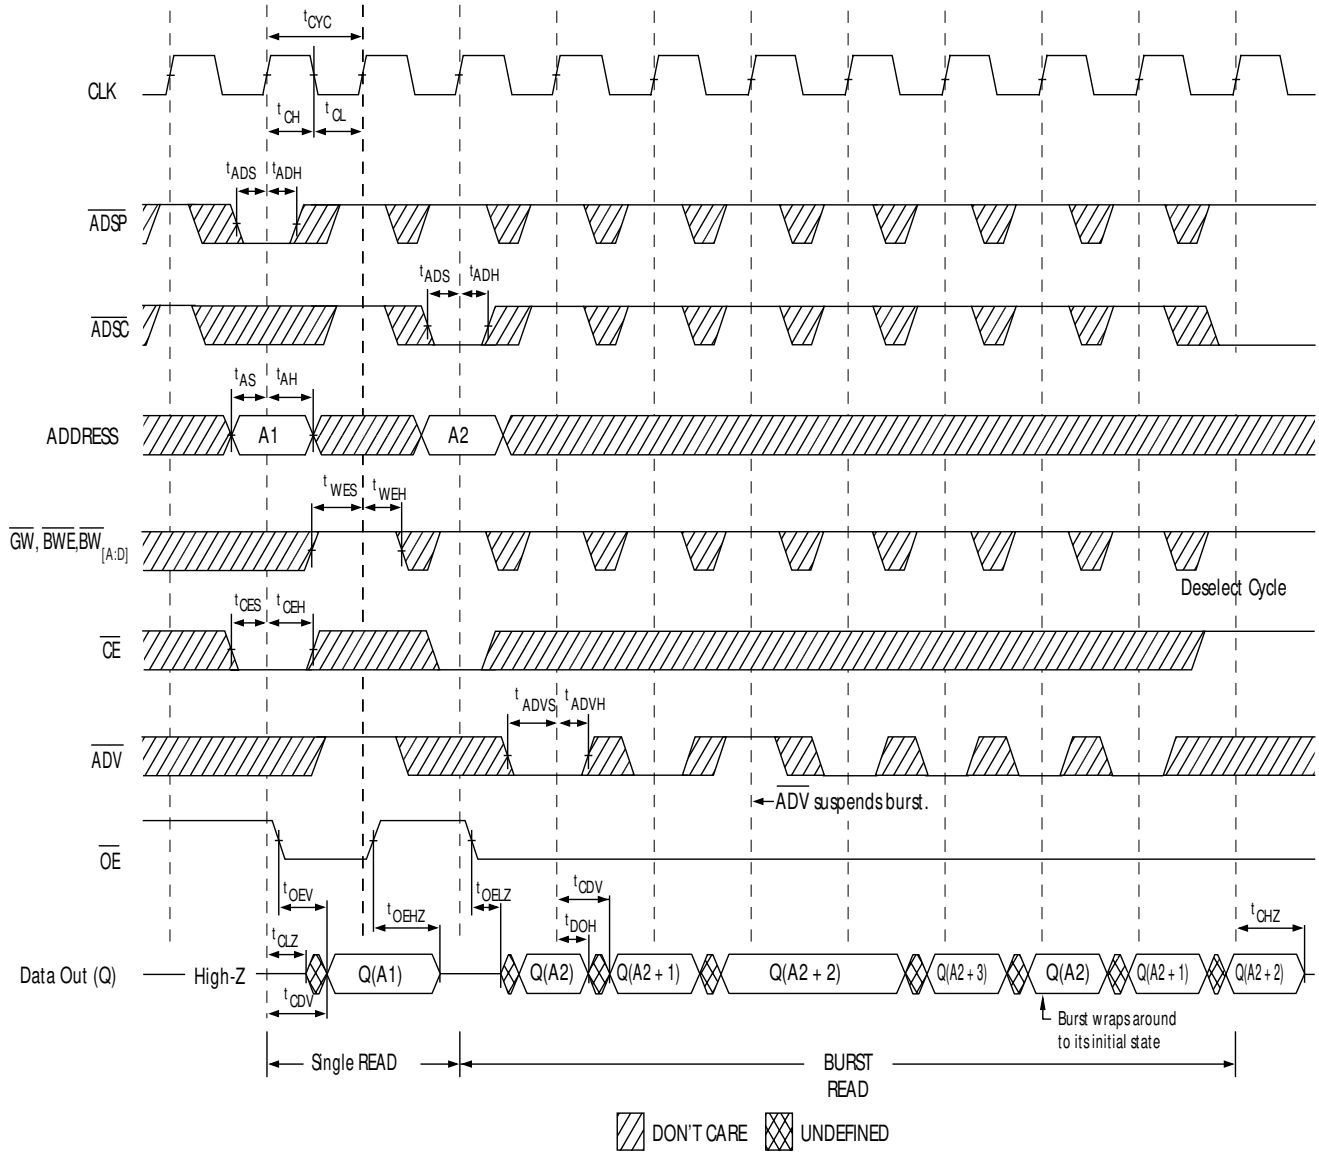 tCYC
CLK
tCH
tCL
tADS
tADH
ADSP
tADS
tADH
ADSC
tAS
tAH
ADDRESS
A1
A2
tWES
tWEH
GW, BWE,BW[A:D]
Deselect Cycle
tCES
tCEH
CE
tADVS
tADVH
ADV
ADV suspends burst.
OE
tOEV
tOEHZ
tOELZ
tCDV
tDOH
tCHZ
tCLZ
Data Out (Q)
High-Z
Q(A1)
Q(A2)
Q(A2 + 1)
Q(A2 + 2)
Q(A2 + 3)
Q(A2)
Q(A2 + 1)
Q(A2 + 2)
tCDV
Burst wraps around
to its initial state
Single READ
BURST
READ
DON'T CARE
UNDEFINED